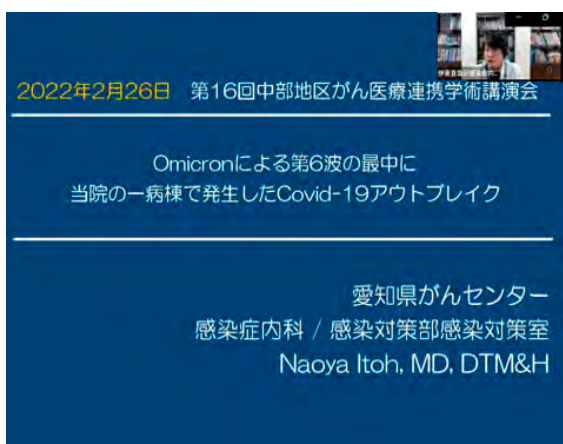 2022年2月26日 第16回中部地区がん医療連携学術講演会
Omicronによる第6波の最中に
当院の一病棟で発生したCovid-19アウトブレイク
愛知県がんセンター
感染症内科 / 感染対策部感染対策室
Naoya Itoh, MD, DTM&H